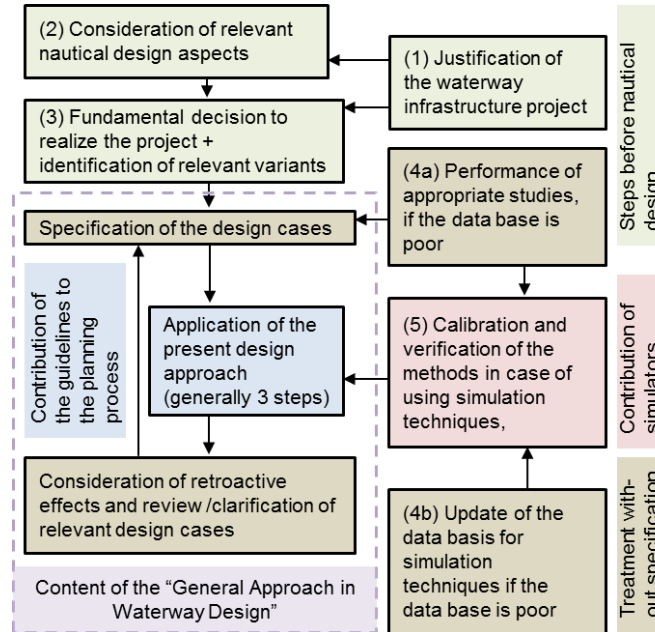 (2) Consideration of relevant
nautical design aspects
(1) Justification of
the waterway
infrastructure project
Steps before nautical
design
(3) Fundamental decision to
realize the project +
identification of relevant variants
(4a) Performance of
appropriate studies,
if the data base is
poor
Specification of the design cases
Contribution of
the guidelines to
the planning
process
Application of the
present design
approach
(generally 3 steps)
(5) Calibration and
verification of the
methods in case of
using simulation
techniques,
Contribution of
simulators
Consideration of retroactive
effects and review /clarification of
relevant design cases
(4b) Update of the
data basis for
simulation
techniques if the
data base is poor
Treatment with-
out specification
Content of the “General Approach in
Waterway Design”